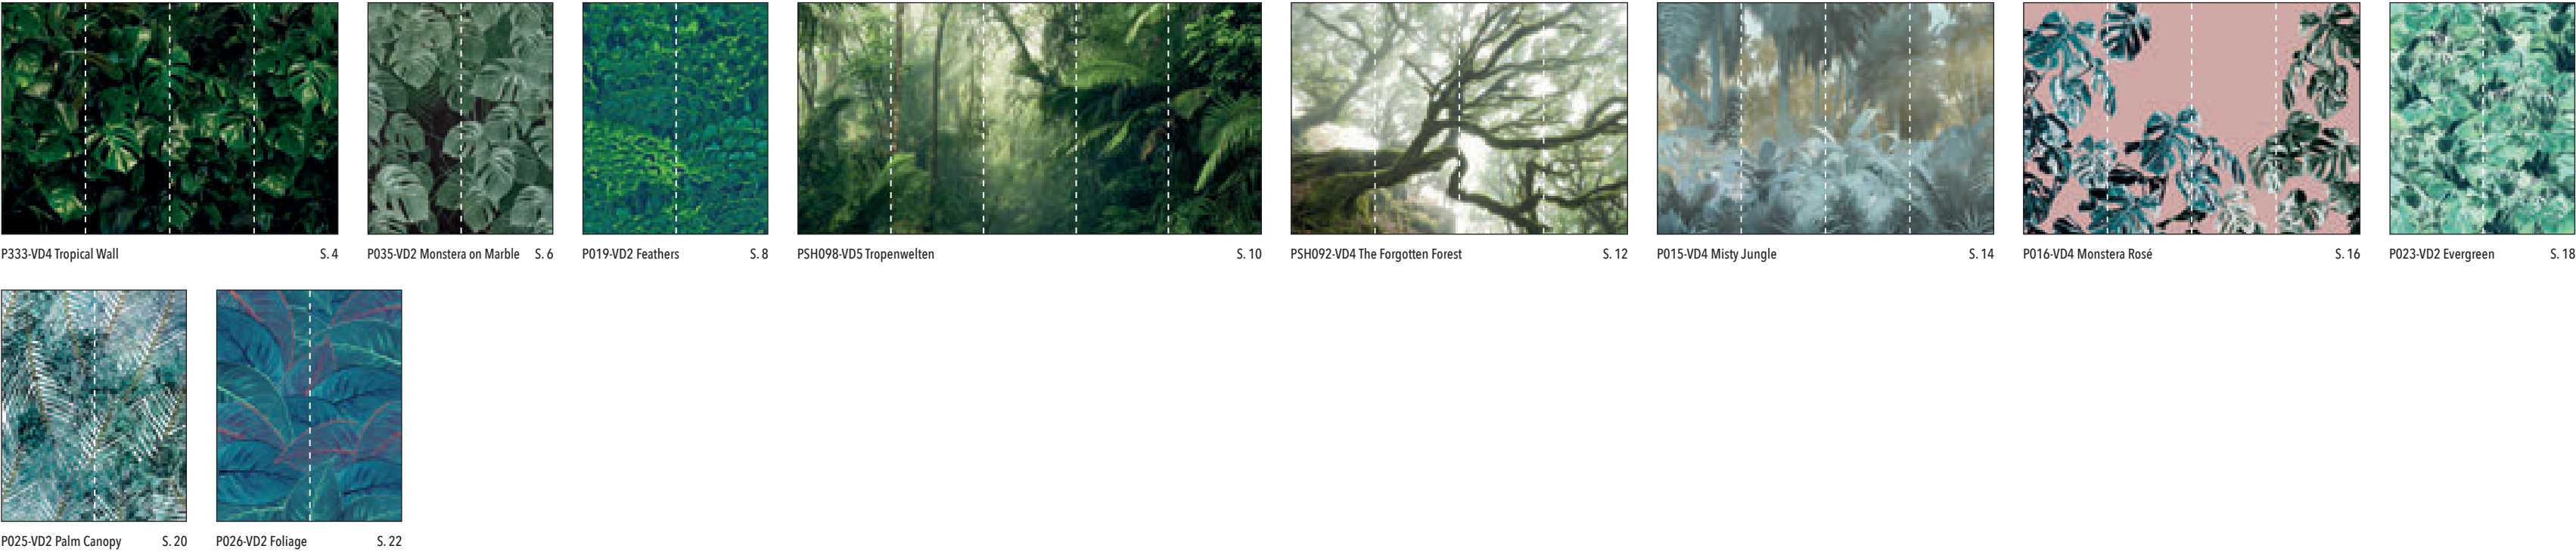 P333-VD4 Tropical Wall S. 4
P035-VD2 Monstera on Marble S. 6
P019-VD2 Feathers S. 8
PSH098-VD5 Tropenwelten S. 10
PSH092-VD4 The Forgotten Forest S. 12
P015-VD4 Misty Jungle S. 14
P016-VD4 Monstera Rosé S. 16
P023-VD2 Evergreen S. 18
P025-VD2 Palm Canopy S. 20
P026-VD2 Foliage S. 22